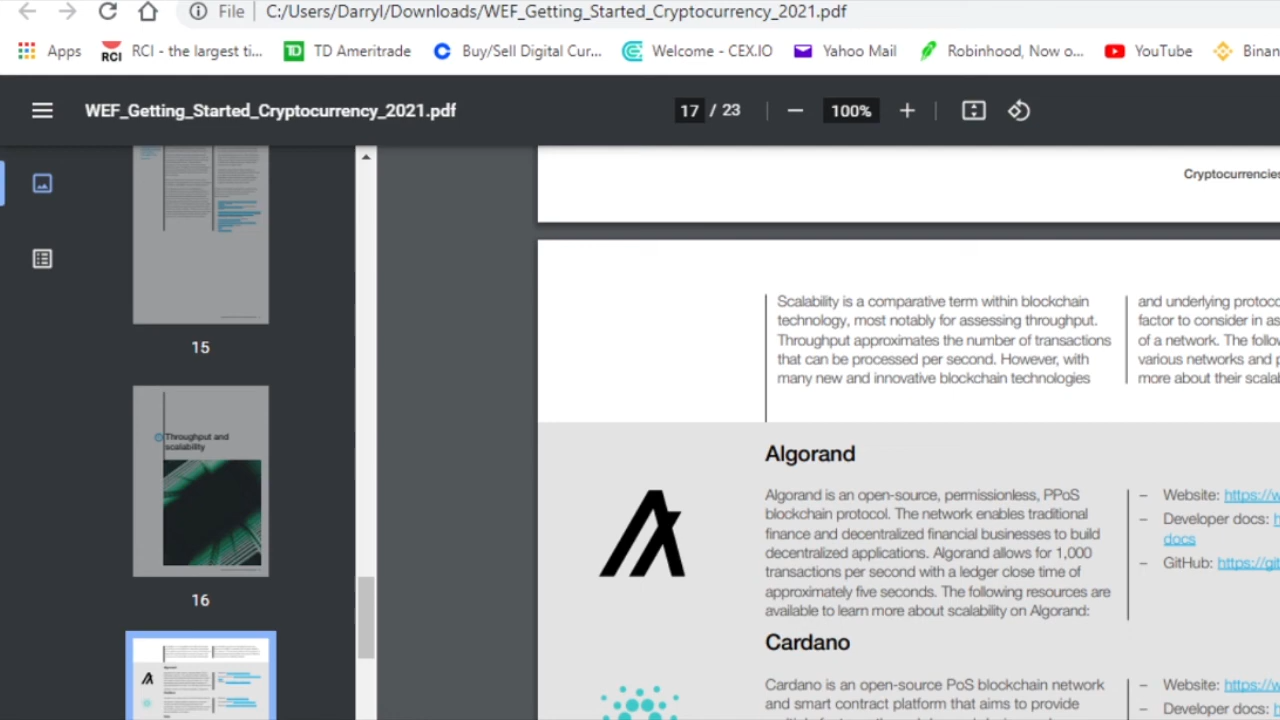 File C:/Users/Darryl/Downloads/WEF_Getting_Started_Cryptocurrency_2021.pdf
Apps RCI RCI - the largest ti... TD TD Ameritrade Buy/Sell Digital Cur... Welcome - CEX.IO Yahoo Mail Robinhood, Now o... YouTube Binan
WEF_Getting_Started_Cryptocurrency_2021.pdf 17 / 23 100%
15
Throughput and
scalability
16
Cryptocurrencies
Scalability is a comparative term within blockchain
technology, most notably for assessing throughput.
Throughput approximates the number of transactions
that can be processed per second. However, with
many new and innovative blockchain technologies
and underlying protoco
factor to consider in as
of a network. The follow
various networks and p
more about their scalab
Algorand
Algorand is an open-source, permissionless, PPoS
blockchain protocol. The network enables traditional
finance and decentralized financial businesses to build
decentralized applications. Algorand allows for 1,000
transactions per second with a ledger close time of
approximately five seconds. The following resources are
available to learn more about scalability on Algorand:
– Website: https://w
– Developer docs: h
docs
– GitHub: https://git
Cardano
Cardano is an open-source PoS blockchain network
and smart contract platform that aims to provide
– Website: https://w
– Developer docs: h